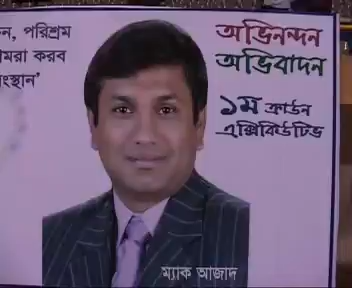 ন, পরিশ্রম
মরা করব
ংস্থান’
অভিনন্দন
অভিবাদন
১ম ক্রাউন
এক্সিকিউটিভ
ম্যাক আজাদ